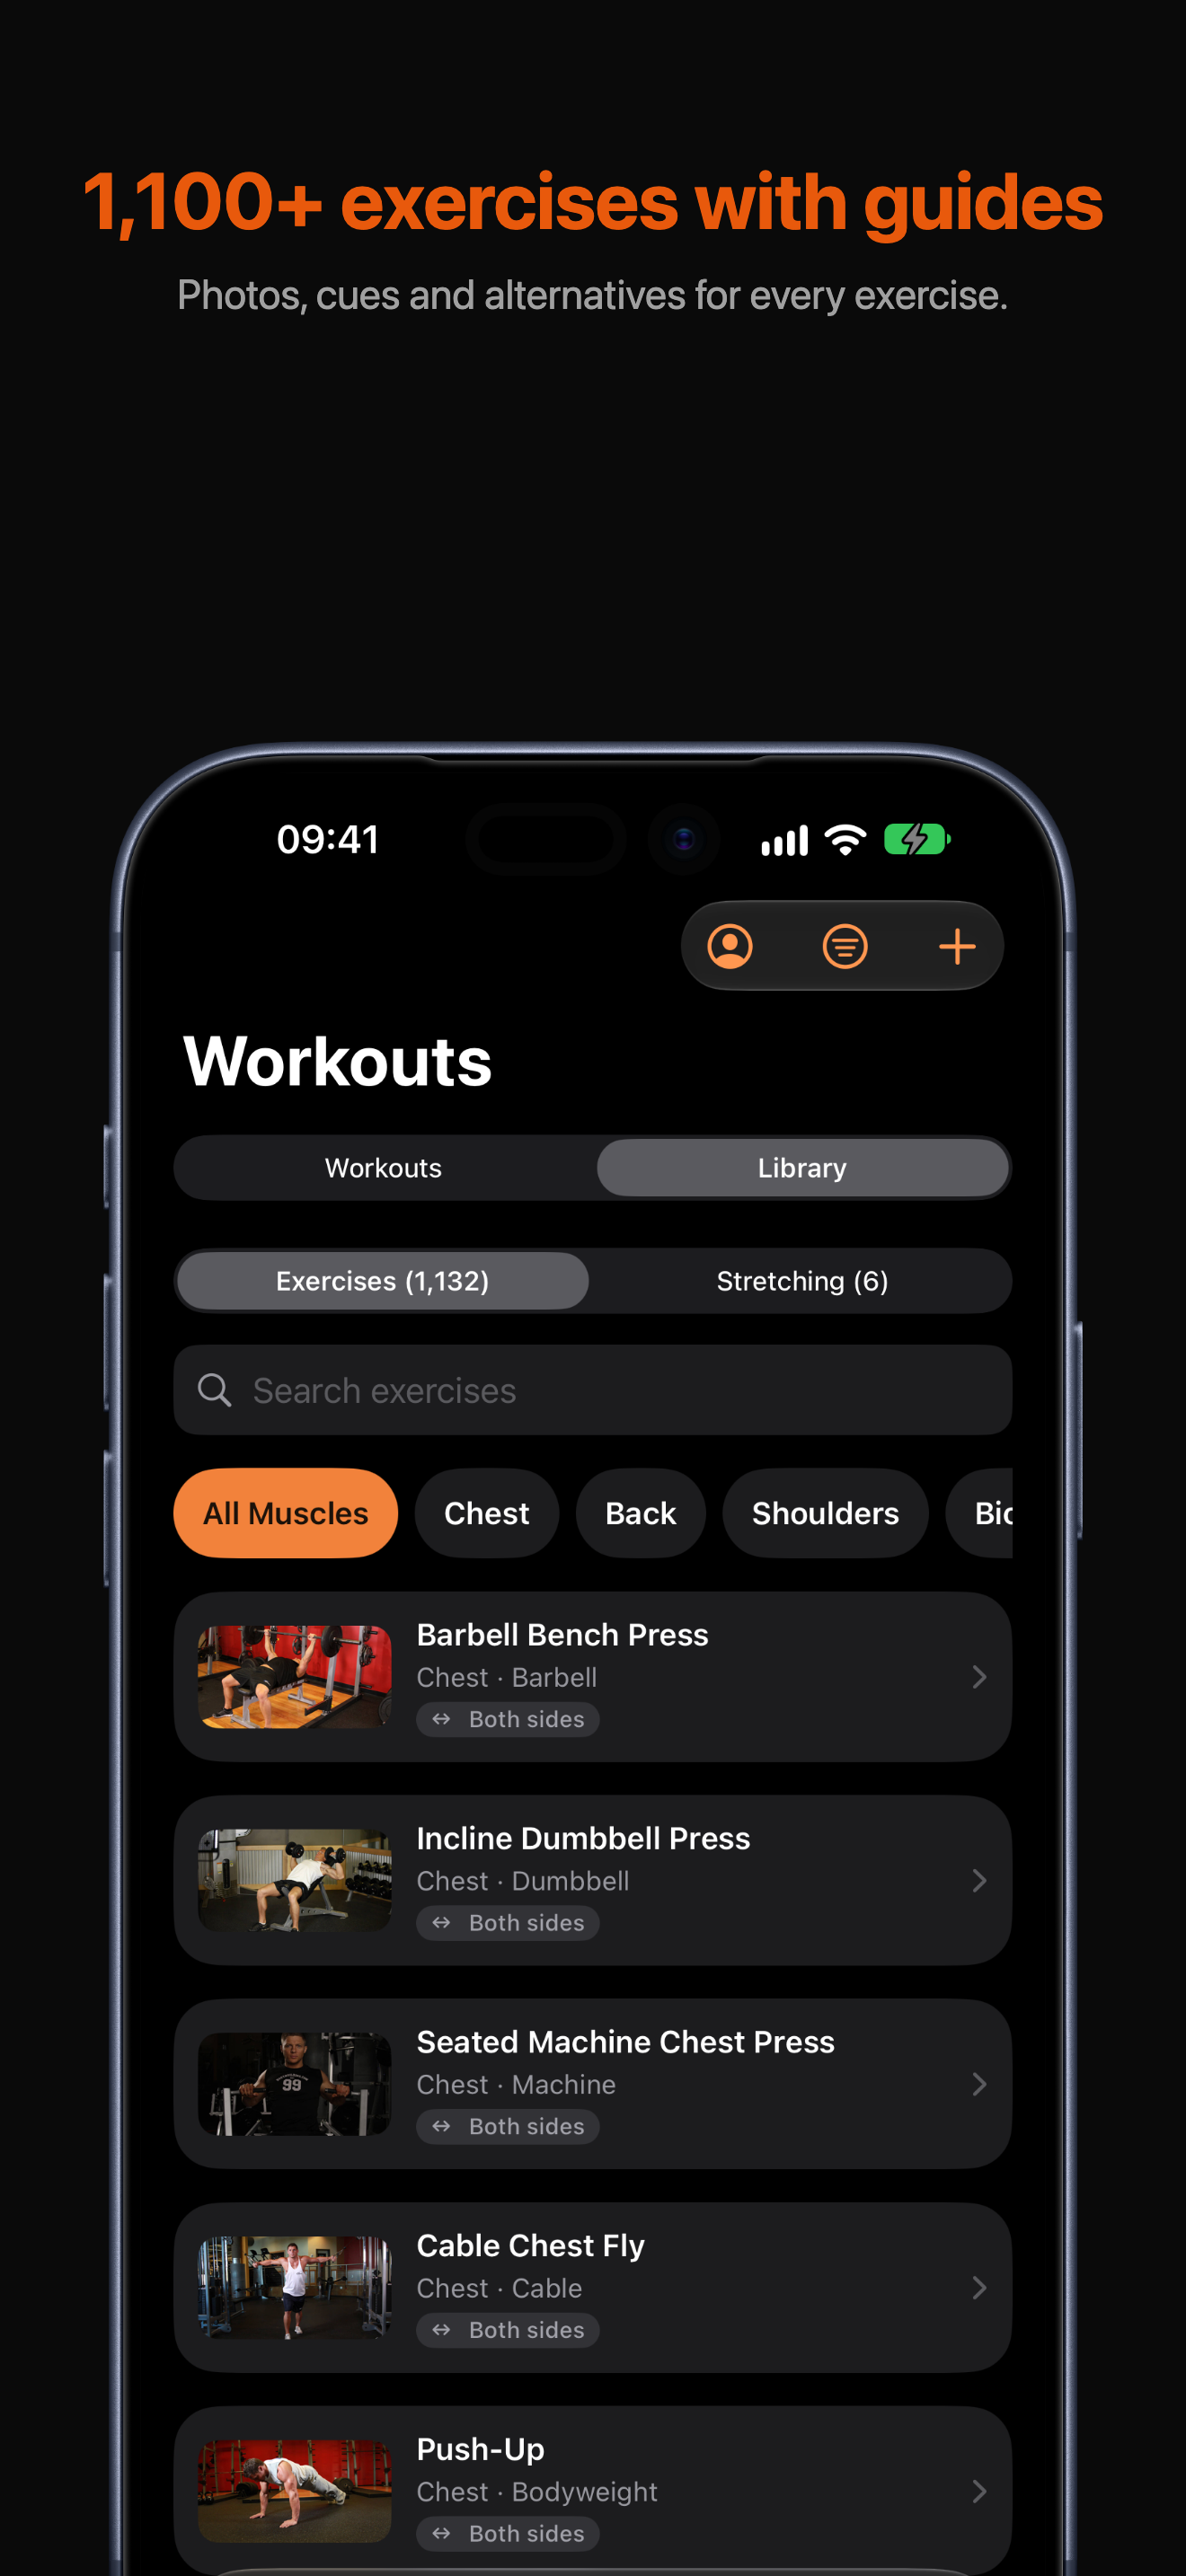 1,100+ exercises with guides
Photos, cues and alternatives for every exercise.
09:41
Workouts
Workouts Library
Exercises (1,132) Stretching (6)
Search exercises
All Muscles Chest Back Shoulders Bic
Barbell Bench Press
Chest · Barbell
↔ Both sides
Incline Dumbbell Press
Chest · Dumbbell
↔ Both sides
99
Seated Machine Chest Press
Chest · Machine
↔ Both sides
Cable Chest Fly
Chest · Cable
↔ Both sides
Push-Up
Chest · Bodyweight
↔ Both sides